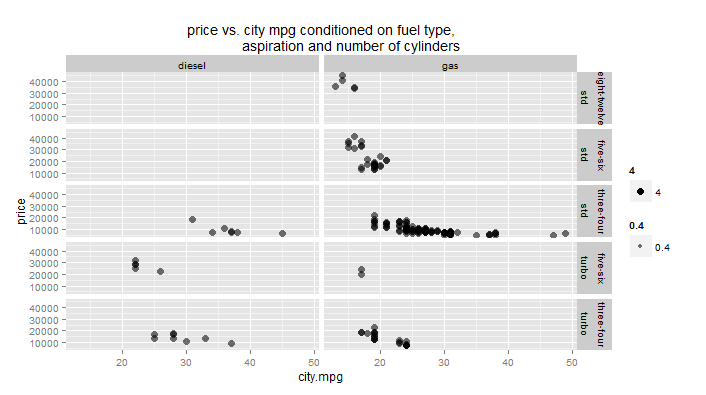 price vs. city mpg conditioned on fuel type,
aspiration and number of cylinders
diesel gas
40000
30000
20000
10000
std eight-twelve
40000
30000
20000
10000
std five-six
40000
30000
20000
10000
std three-four
40000
30000
20000
10000
turbo five-six
40000
30000
20000
10000
turbo three-four
price
20 30 40 50 20 30 40 50
city.mpg
4
4
0.4
0.4